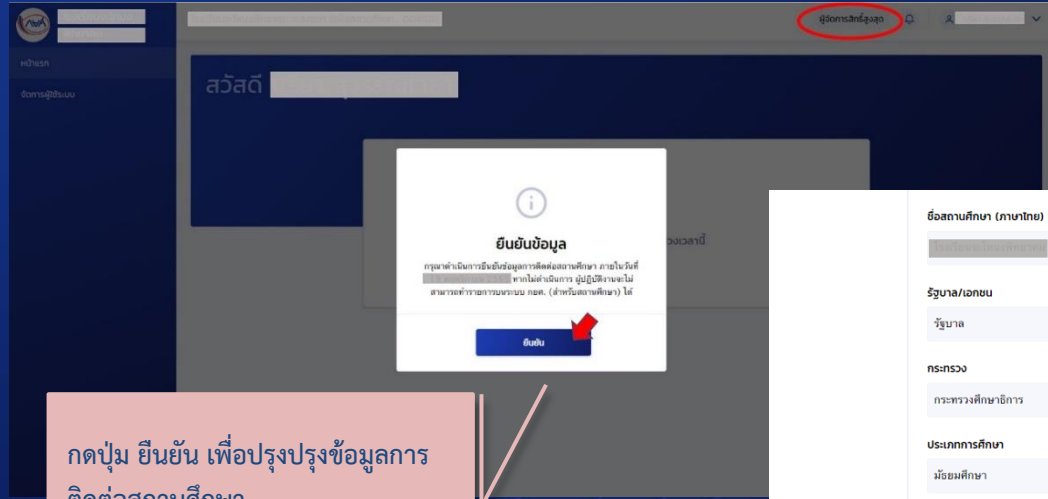 ผู้จัดการสิทธิ์สูงสุด
หน้าแรก
จัดการผู้ใช้ระบบ
สวัสดี
วงเวลานี้
ยืนยันข้อมูล
กรุณาดำเนินการยืนยันข้อมูลการติดต่อสถานศึกษา ภายในวันที่
หากไม่ดำเนินการ ผู้ปฏิบัติงานจะไม่
สามารถทำรายการบนระบบ กยศ. (สำหรับสถานศึกษา) ได้
ยืนยัน
กดปุ่ม ยืนยัน เพื่อปรุงปรุงข้อมูลการ
ติดต่อสถานศึกษา
ชื่อสถานศึกษา (ภาษาไทย)
รัฐบาล/เอกชน
รัฐบาล
กระทรวง
กระทรวงศึกษาธิการ
ประเภทการศึกษา
มัธยมศึกษา